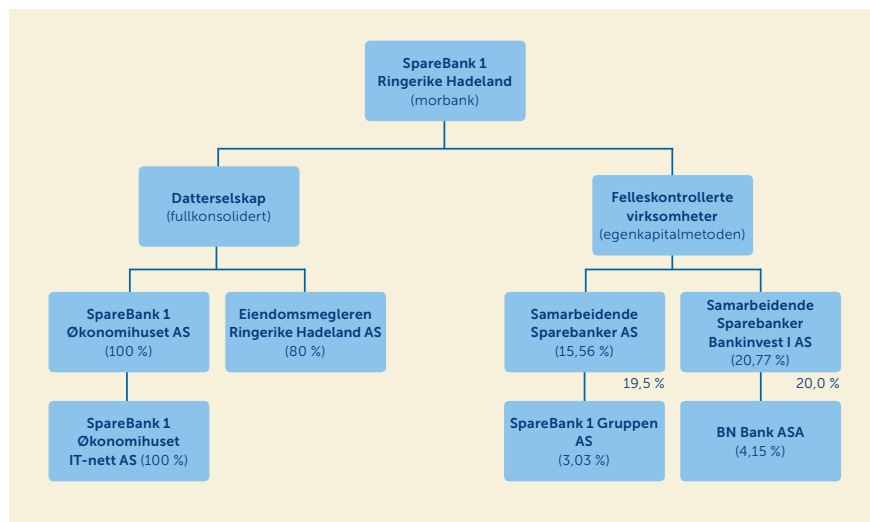 SpareBank 1
Ringerike Hadeland
(morbank)
Datterselskap
(fullkonsolidert)
Felleskontrollerte
virksomheter
(egenkapitalmetoden)
SpareBank 1
Økonomihuset AS
(100 %)
Eiendomsmegleren
Ringerike Hadeland AS
(80 %)
Samarbeidende
Sparebanker AS
(15,56 %)
Samarbeidende
Sparebanker
Bankinvest I AS
(20,77 %)
19,5 %
20,0 %
SpareBank 1
Økonomihuset
IT-nett AS (100 %)
SpareBank 1 Gruppen
AS
(3,03 %)
BN Bank ASA
(4,15 %)